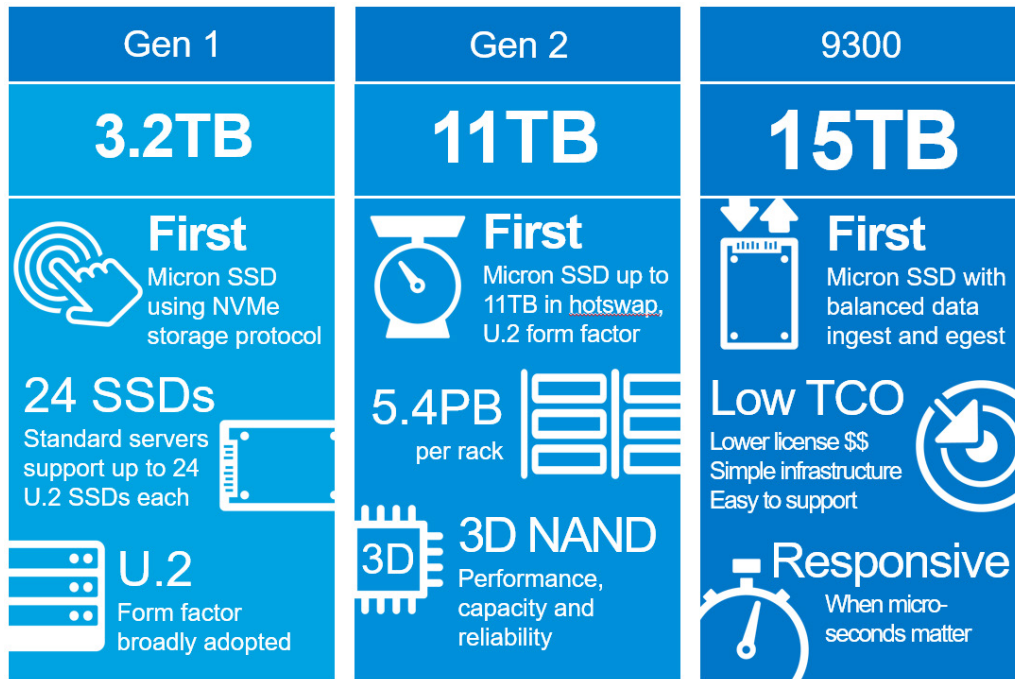 Gen 1
3.2TB
First
Micron SSD
using NVMe
storage protocol
24 SSDs
Standard servers
support up to 24
U.2 SSDs each
U.2
Form factor
broadly adopted
Gen 2
11TB
First
Micron SSD up to
11TB in hotswap,
U.2 form factor
5.4PB
per rack
3D
3D NAND
Performance,
capacity and
reliability
9300
15TB
First
Micron SSD with
balanced data
ingest and egest
Low TCO
Lower license $$
Simple infrastructure
Easy to support
Responsive
When micro-
seconds matter